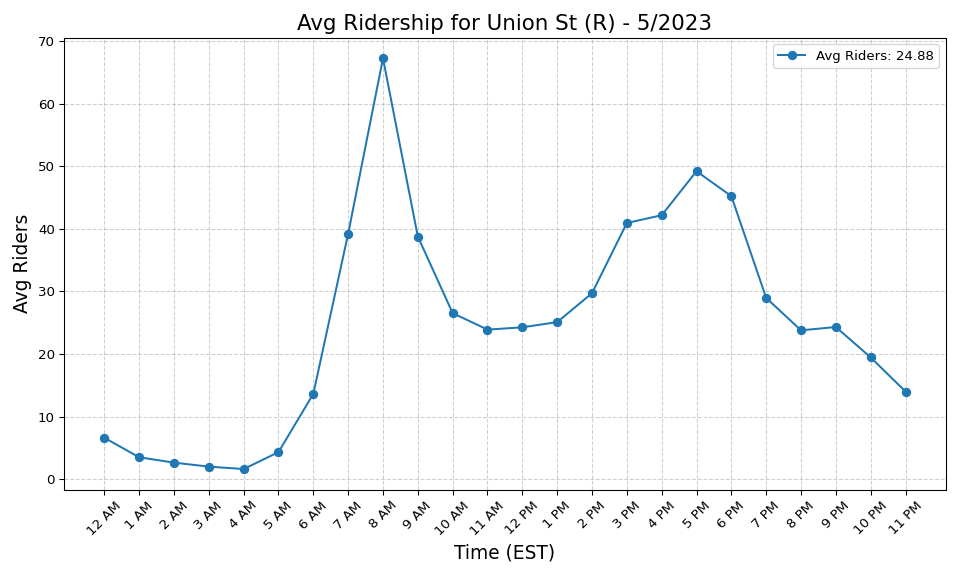 Avg Ridership for Union St (R) - 5/2023
Avg Riders: 24.88
Avg Riders
70
60
50
40
30
20
10
0
12 AM
1 AM
2 AM
3 AM
4 AM
5 AM
6 AM
7 AM
8 AM
9 AM
10 AM
11 AM
12 PM
1 PM
2 PM
3 PM
4 PM
5 PM
6 PM
7 PM
8 PM
9 PM
10 PM
11 PM
Time (EST)